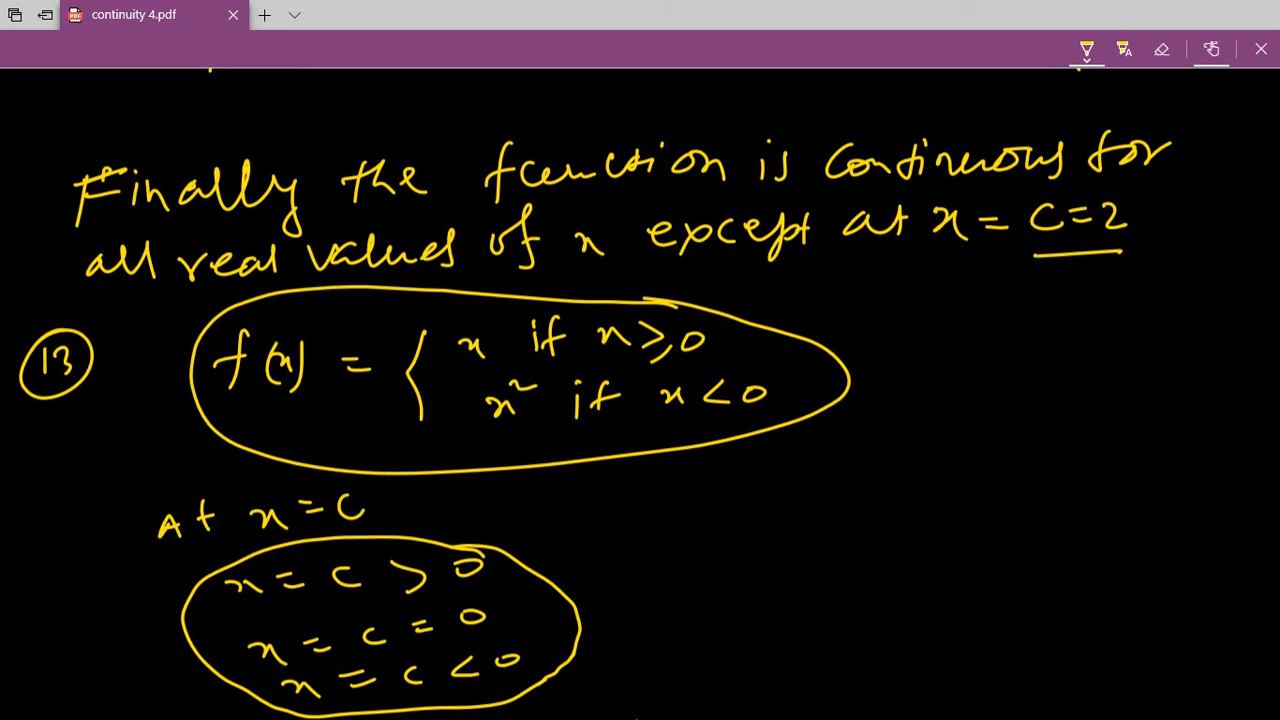 continuity 4.pdf
Finally the function is continuous for
all real values of x except at x = c = 2
13
f(x) = { x if x ≥ 0
x² if x < 0
At x = c
x = c > 0
x = c = 0
x = c < 0